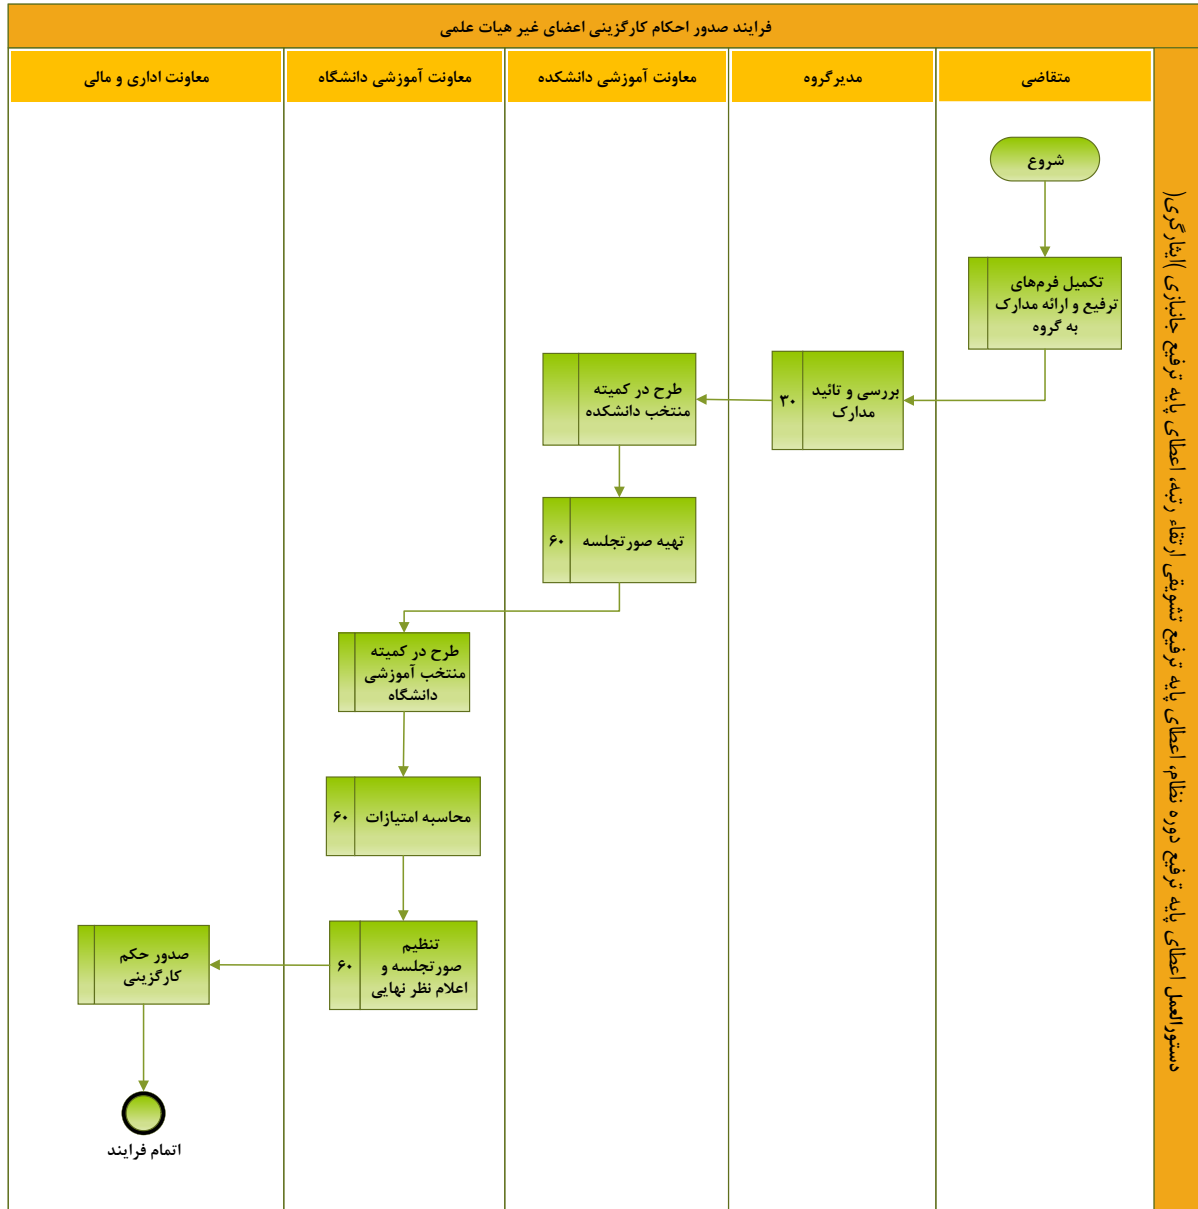 فرایند صدور احکام کارگزینی اعضای غیر هیات علمی
متقاضی
مدیرگروه
معاونت آموزشی دانشکده
معاونت آموزشی دانشگاه
معاونت اداری و مالی
دستورالعمل اعطای پایه ترفیع دوره نظام، اعطای پایه ترفیع تشویقی ارتقاء رتبه، اعطای پایه ترفیع جانبازی )ایثارگری(
شروع
تکمیل فرم‌های
ترفیع و ارائه مدارک
به گروه
بررسی و تائید
مدارک
۳۰
طرح در کمیته
منتخب دانشکده
تهیه صورتجلسه
۶۰
طرح در کمیته
منتخب آموزشی
دانشگاه
محاسبه امتیازات
۶۰
تنظیم
صورتجلسه و
اعلام نظر نهایی
۶۰
صدور حکم
کارگزینی
اتمام فرایند